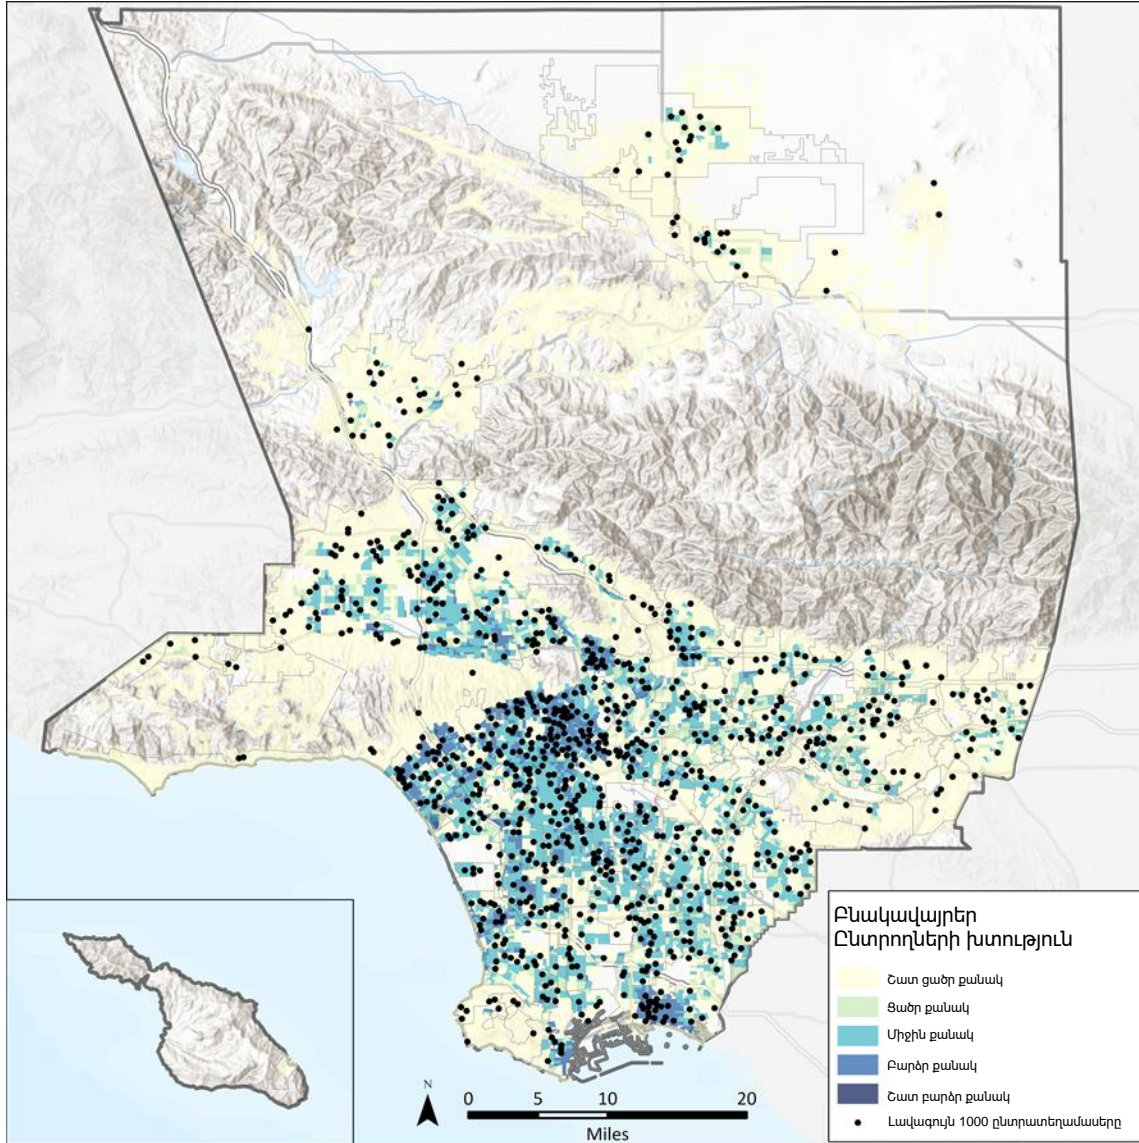 Բնակավայրեր
Ընտրողների խտություն
Շատ ցածր քանակ
Ցածր քանակ
Միջին քանակ
Բարձր քանակ
Շատ բարձր քանակ
Լավագույն 1000 ընտրատեղամասերը
N
0 5 10 20
Miles